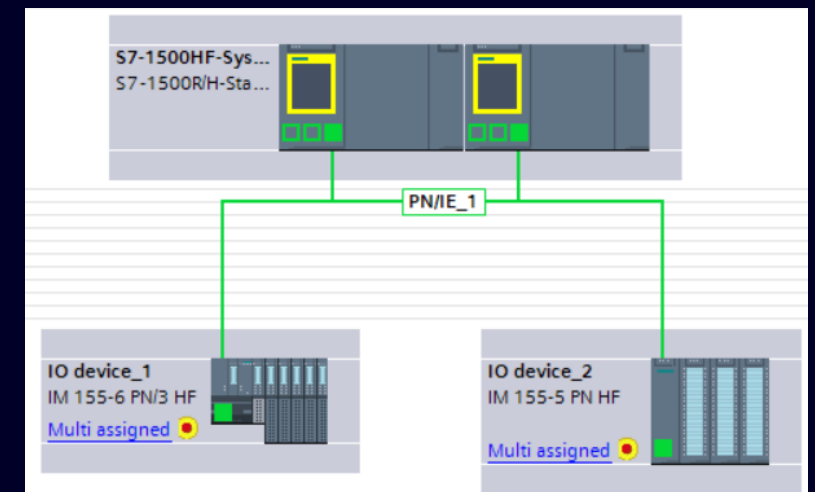 S7-1500HF-Sys...
S7-1500R/H-Sta...
PN/IE_1
IO device_1
IM 155-6 PN/3 HF
Multi assigned
IO device_2
IM 155-5 PN HF
Multi assigned